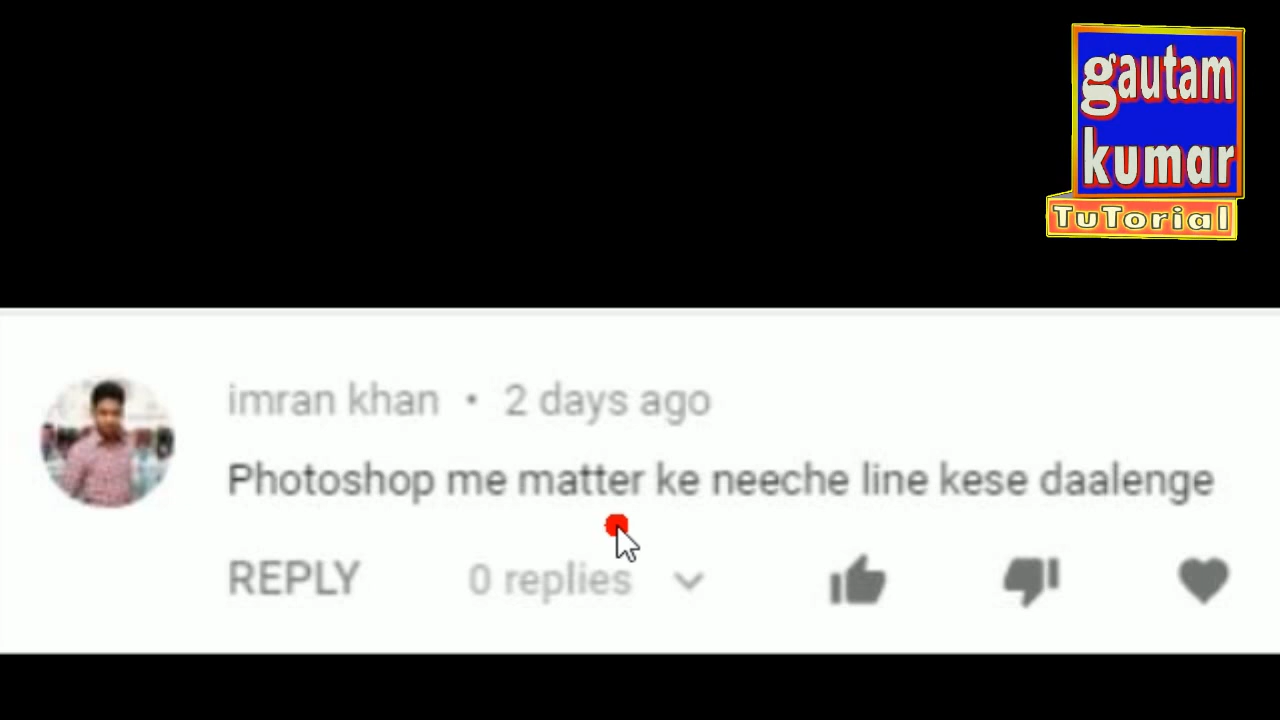 gautam
kumar
TuTorial
imran khan • 2 days ago
Photoshop me matter ke neeche line kese daalenge
REPLY 0 replies